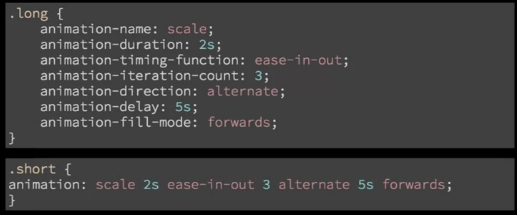 .long {
    animation-name: scale;
    animation-duration: 2s;
    animation-timing-function: ease-in-out;
    animation-iteration-count: 3;
    animation-direction: alternate;
    animation-delay: 5s;
    animation-fill-mode: forwards;
}
.short {
animation: scale 2s ease-in-out 3 alternate 5s forwards;
}